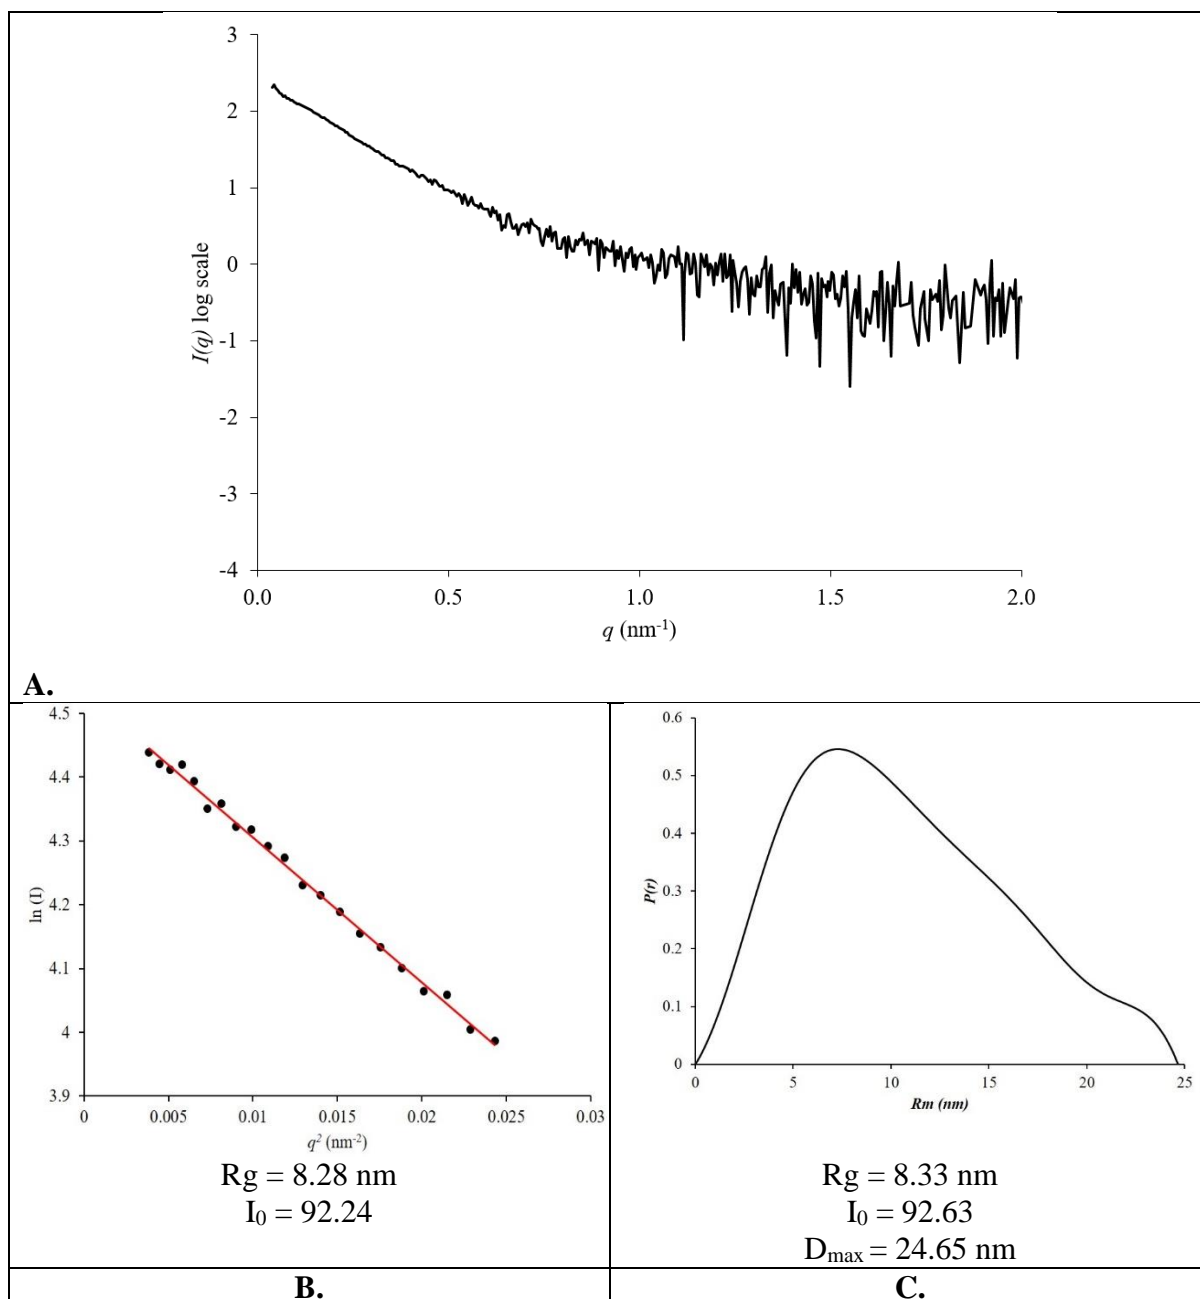 3
2
1
0
-1
-2
-3
-4
I(q) log scale
0.0 0.5 1.0 1.5 2.0
q (nm-1)
A.
4.5
4.4
4.3
4.2
4.1
4
3.9
ln (I)
0 0.005 0.01 0.015 0.02 0.025 0.03
q2 (nm-2)
Rg = 8.28 nm
I0 = 92.24
0.6
0.5
0.4
0.3
0.2
0.1
0
P(r)
0 5 10 15 20 25
Rm (nm)
Rg = 8.33 nm
I0 = 92.63
Dmax = 24.65 nm
B.
C.